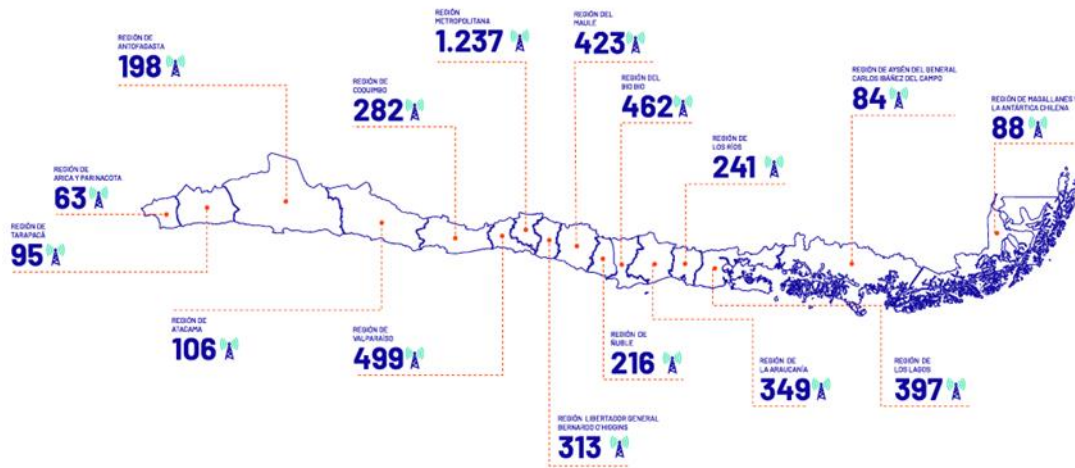 REGIÓN DE
ANTOFAGASTA
198
REGIÓN
METROPOLITANA
1.237
REGIÓN DEL
MAULE
423
REGIÓN DE
COQUIMBO
282
REGIÓN DEL
BIO BIO
462
REGIÓN DE AYSÉN DEL GENERAL
CARLOS IBÁÑEZ DEL CAMPO
84
REGIÓN DE MAGALLANES Y
LA ANTÁRTICA CHILENA
88
REGIÓN DE
LOS RÍOS
241
REGIÓN DE
ARICA Y PARINACOTA
63
REGIÓN DE
TARAPACÁ
95
REGIÓN DE
ATACAMA
106
REGIÓN DE
VALPARAÍSO
499
REGIÓN DE
ÑUBLE
216
REGIÓN DE
LA ARAUCANÍA
349
REGIÓN DE
LOS LAGOS
397
REGIÓN LIBERTADOR GENERAL
BERNARDO O'HIGGINS
313